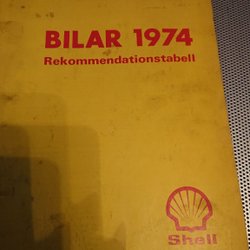 BILAR 1974
Rekommendationstabell
Shell